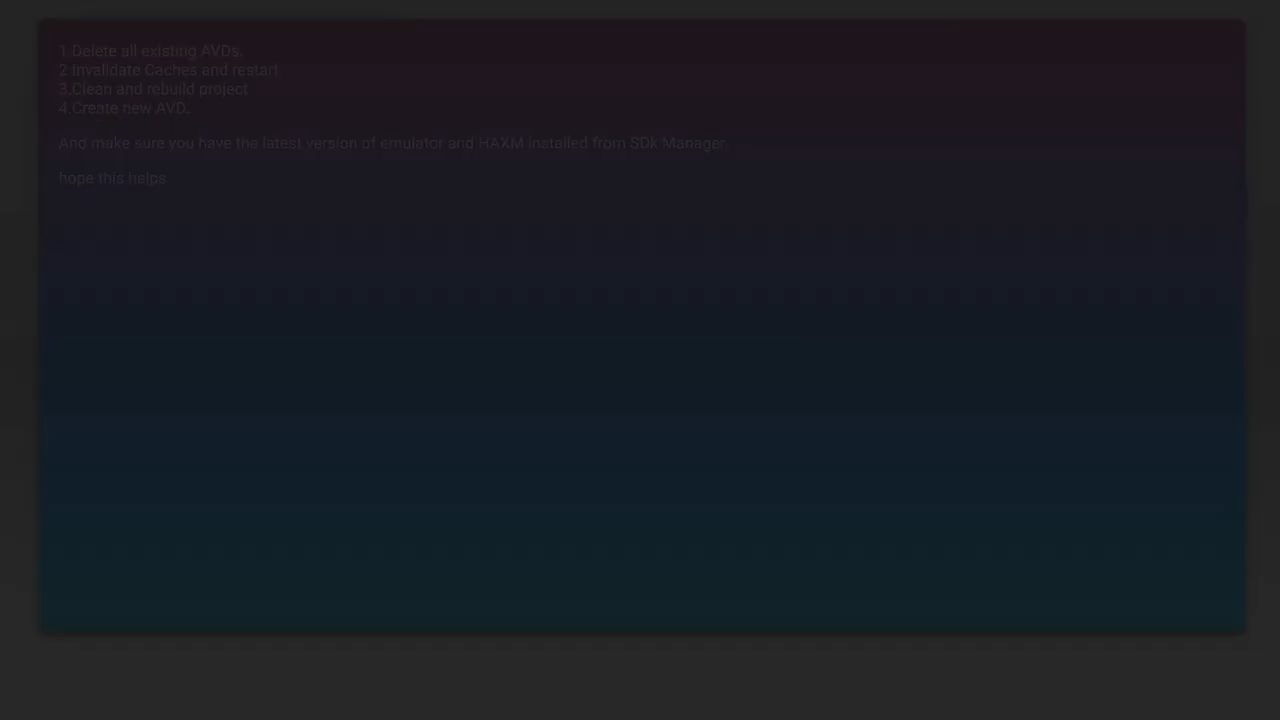 1.Delete all existing AVDs.
2.Invalidate Caches and restart.
3.Clean and rebuild project
4.Create new AVD.
And make sure you have the latest version of emulator and HAXM installed from SDk Manager.
hope this helps